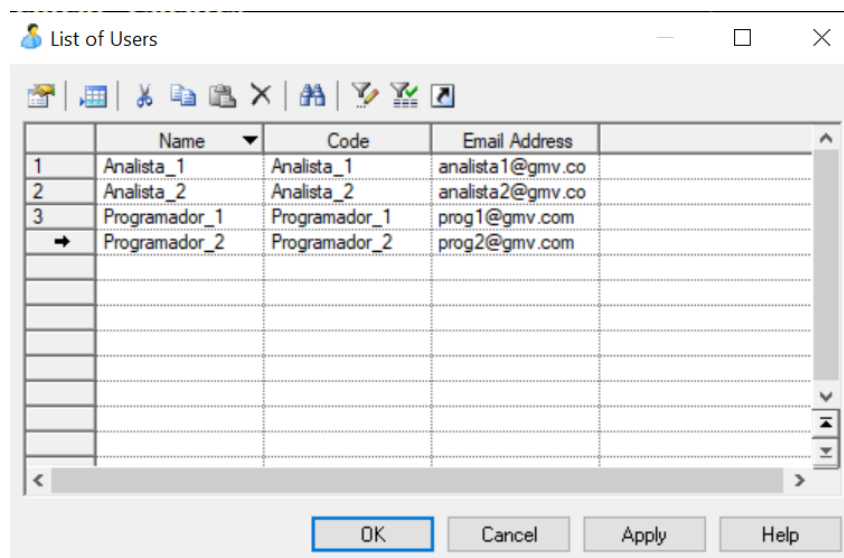 List of Users
Name Code Email Address
1 Analista_1 Analista_1 analista1@gmv.co
2 Analista_2 Analista_2 analista2@gmv.co
3 Programador_1 Programador_1 prog1@gmv.com
Programador_2 Programador_2 prog2@gmv.com
OK Cancel Apply Help